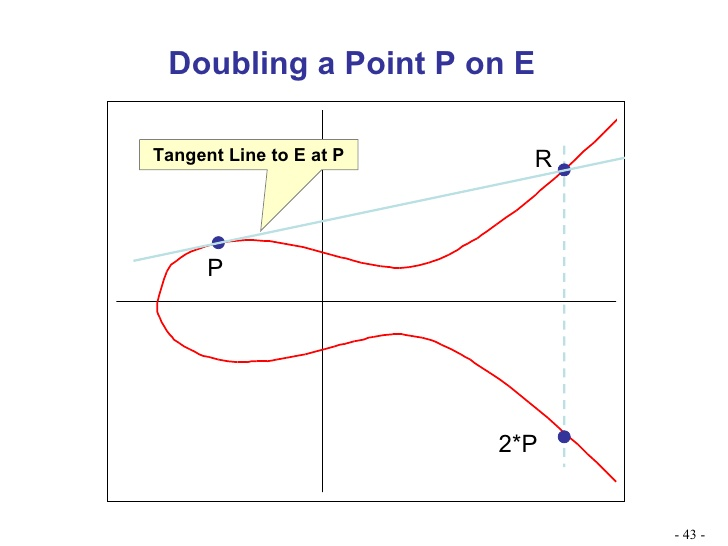 Doubling a Point P on E
Tangent Line to E at P
R
P
2*P
- 43 -